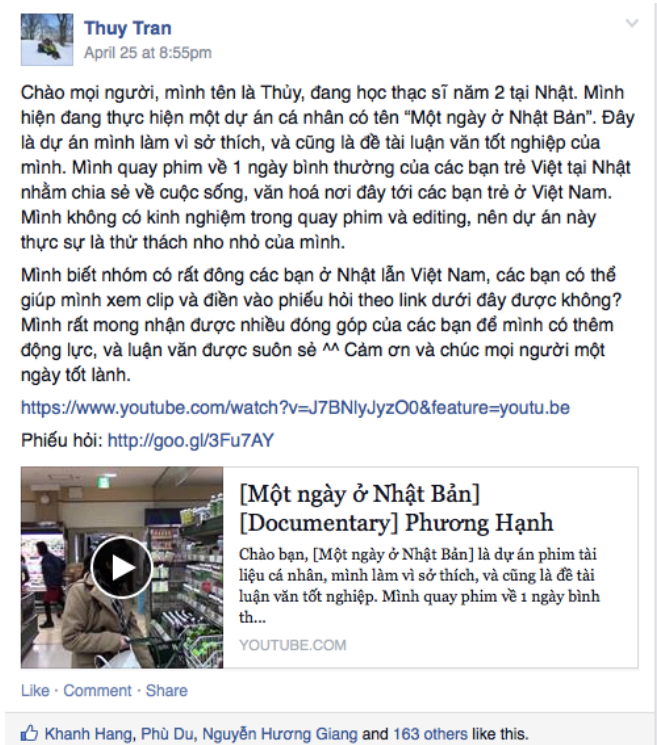 Thuy Tran
April 25 at 8:55pm
Chào mọi người, mình tên là Thủy, đang học thạc sĩ năm 2 tại Nhật. Mình
hiện đang thực hiện một dự án cá nhân có tên “Một ngày ở Nhật Bản”. Đây
là dự án mình làm vì sở thích, và cũng là đề tài luận văn tốt nghiệp của
mình. Mình quay phim về 1 ngày bình thường của các bạn trẻ Việt tại Nhật
nhằm chia sẻ về cuộc sống, văn hoá nơi đây tới các bạn trẻ ở Việt Nam.
Mình không có kinh nghiệm trong quay phim và editing, nên dự án này
thực sự là thử thách nho nhỏ của mình.
Mình biết nhóm có rất đông các bạn ở Nhật lẫn Việt Nam, các bạn có thể
giúp mình xem clip và điền vào phiếu hỏi theo link dưới đây được không?
Mình rất mong nhận được nhiều đóng góp của các bạn để mình có thêm
động lực, và luận văn được suôn sẻ ^^ Cảm ơn và chúc mọi người một
ngày tốt lành.
https://www.youtube.com/watch?v=J7BNlyJyzO0&feature=youtu.be
Phiếu hỏi: http://goo.gl/3Fu7AY
[Một ngày ở Nhật Bản]
[Documentary] Phương Hạnh
Chào bạn, [Một ngày ở Nhật Bản] là dự án phim tài
liệu cá nhân, mình làm vì sở thích, và cũng là đề tài
luận văn tốt nghiệp. Mình quay phim về 1 ngày bình
th...
YOUTUBE.COM
Like · Comment · Share
Khanh Hang, Phù Du, Nguyễn Hương Giang and 163 others like this.